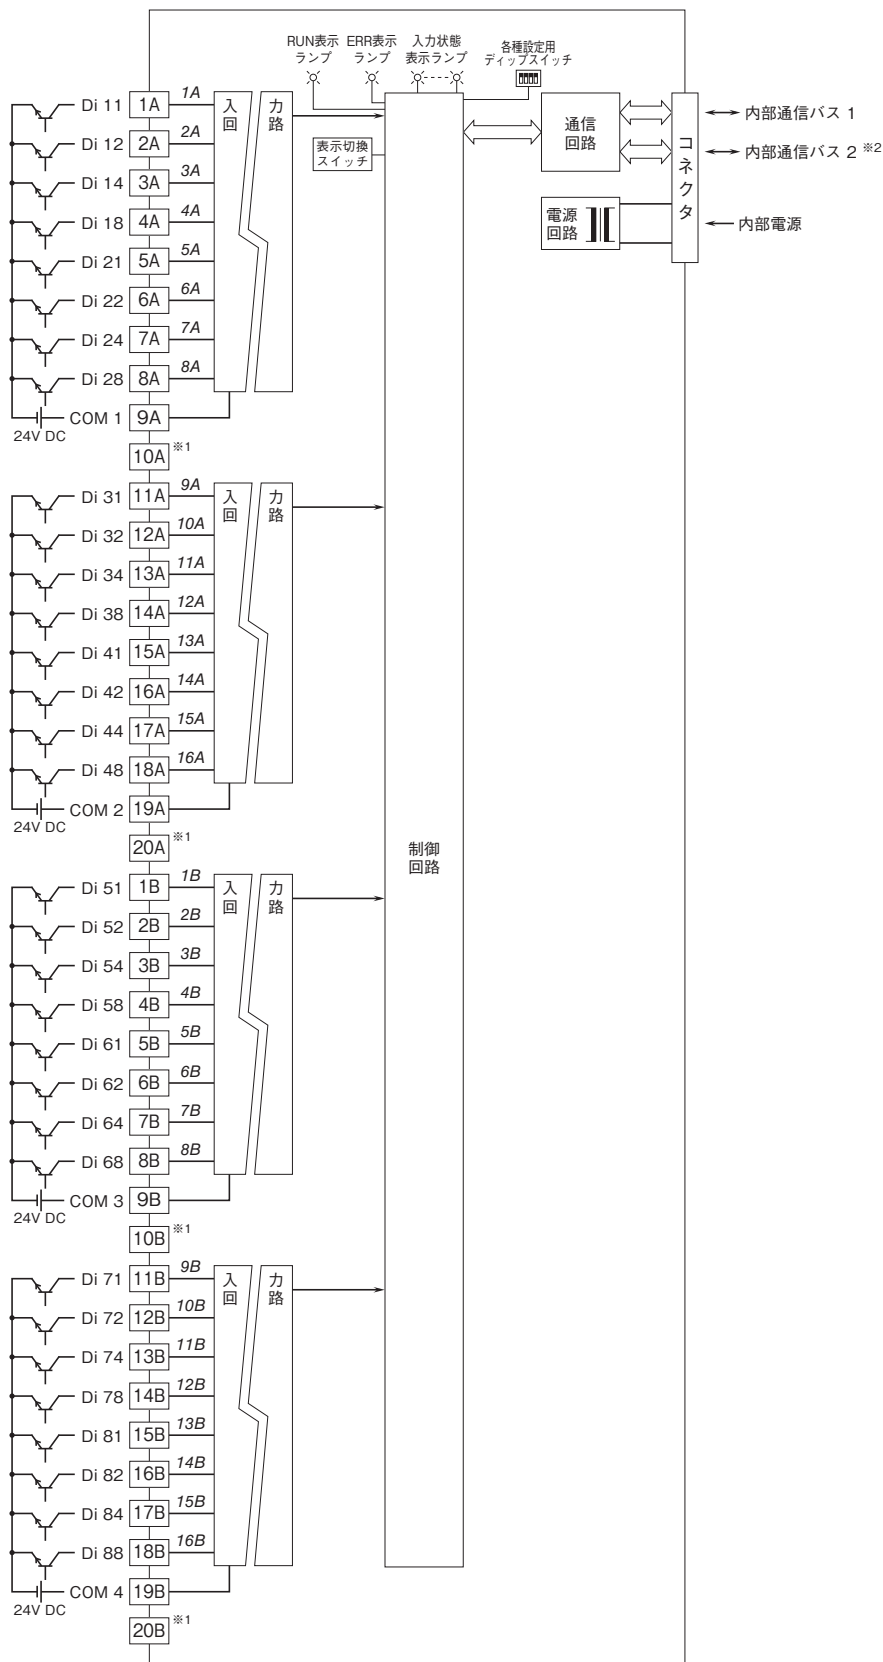 RUN表示
ランプ
ERR表示
ランプ
入力状態
表示ランプ
各種設定用
ディップスイッチ
表示切換
スイッチ
通信
回路
コネクタ
内部通信バス 1
内部通信バス 2 ※2
電源
回路
内部電源
制御
回路
入 力
回 路
Di 11 1A 1A
Di 12 2A 2A
Di 14 3A 3A
Di 18 4A 4A
Di 21 5A 5A
Di 22 6A 6A
Di 24 7A 7A
Di 28 8A 8A
COM 1 9A
24V DC
10A ※1
入 力
回 路
Di 31 11A 9A
Di 32 12A 10A
Di 34 13A 11A
Di 38 14A 12A
Di 41 15A 13A
Di 42 16A 14A
Di 44 17A 15A
Di 48 18A 16A
COM 2 19A
24V DC
20A ※1
入 力
回 路
Di 51 1B 1B
Di 52 2B 2B
Di 54 3B 3B
Di 58 4B 4B
Di 61 5B 5B
Di 62 6B 6B
Di 64 7B 7B
Di 68 8B 8B
COM 3 9B
24V DC
10B ※1
入 力
回 路
Di 71 11B 9B
Di 72 12B 10B
Di 74 13B 11B
Di 78 14B 12B
Di 81 15B 13B
Di 82 16B 14B
Di 84 17B 15B
Di 88 18B 16B
COM 4 19B
24V DC
20B ※1